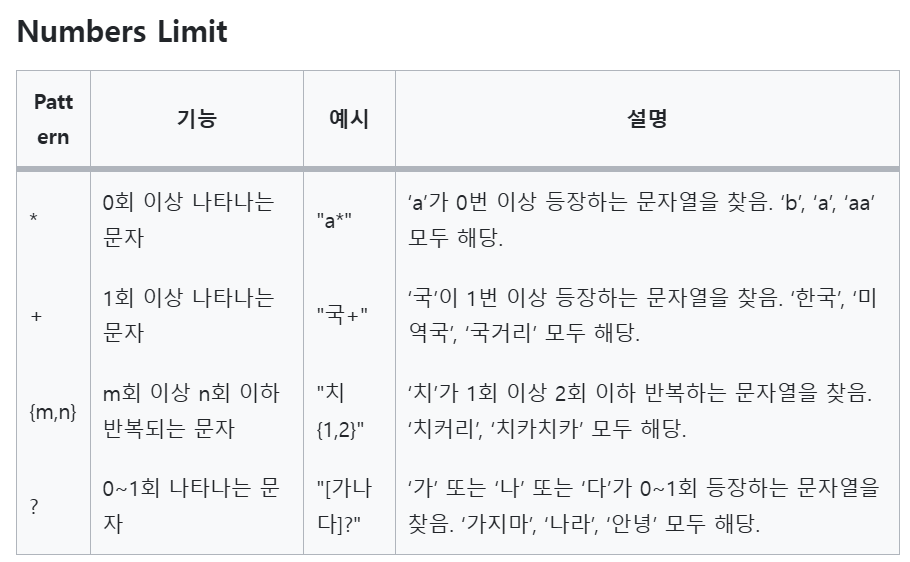 Numbers Limit
Patt
ern
기능
예시
설명
*
0회 이상 나타나는
문자
"a*"
‘a’가 0번 이상 등장하는 문자열을 찾음. ‘b’, ‘a’, ‘aa’
모두 해당.
+
1회 이상 나타나는
문자
"국+"
‘국’이 1번 이상 등장하는 문자열을 찾음. ‘한국’, ‘미
역국’, ‘국거리’ 모두 해당.
{m,n}
m회 이상 n회 이하
반복되는 문자
"치
{1,2}"
‘치’가 1회 이상 2회 이하 반복하는 문자열을 찾음.
‘치커리’, ‘치카치카’ 모두 해당.
?
0~1회 나타나는 문
자
"[가나
다]?"
‘가’ 또는 ‘나’ 또는 ‘다’가 0~1회 등장하는 문자열을
찾음. ‘가지마’, ‘나라’, ‘안녕’ 모두 해당.